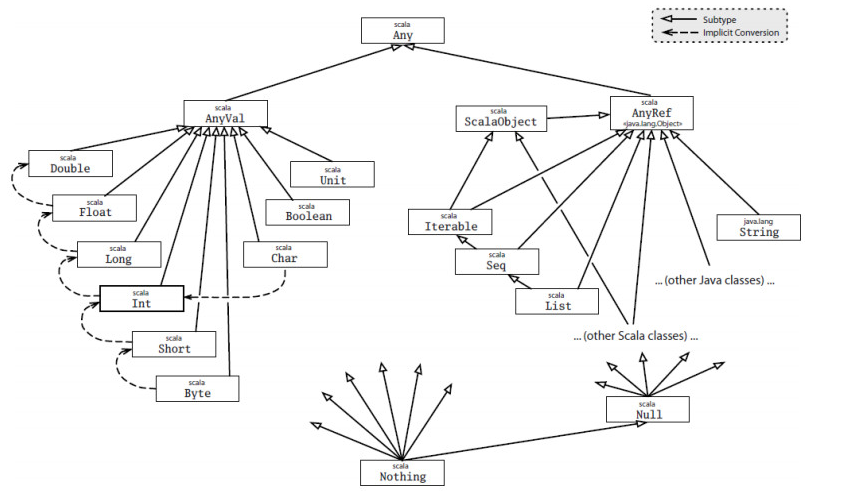 scala
Any
Subtype
Implicit Conversion
scala
AnyVal
scala
ScalaObject
scala
AnyRef
«java.lang.Object»
scala
Double
scala
Unit
scala
Float
scala
Boolean
scala
Iterable
java.lang
String
scala
Long
scala
Char
scala
Seq
... (other Java classes) ...
scala
Int
scala
List
scala
Short
... (other Scala classes) ...
scala
Byte
scala
Null
scala
Nothing